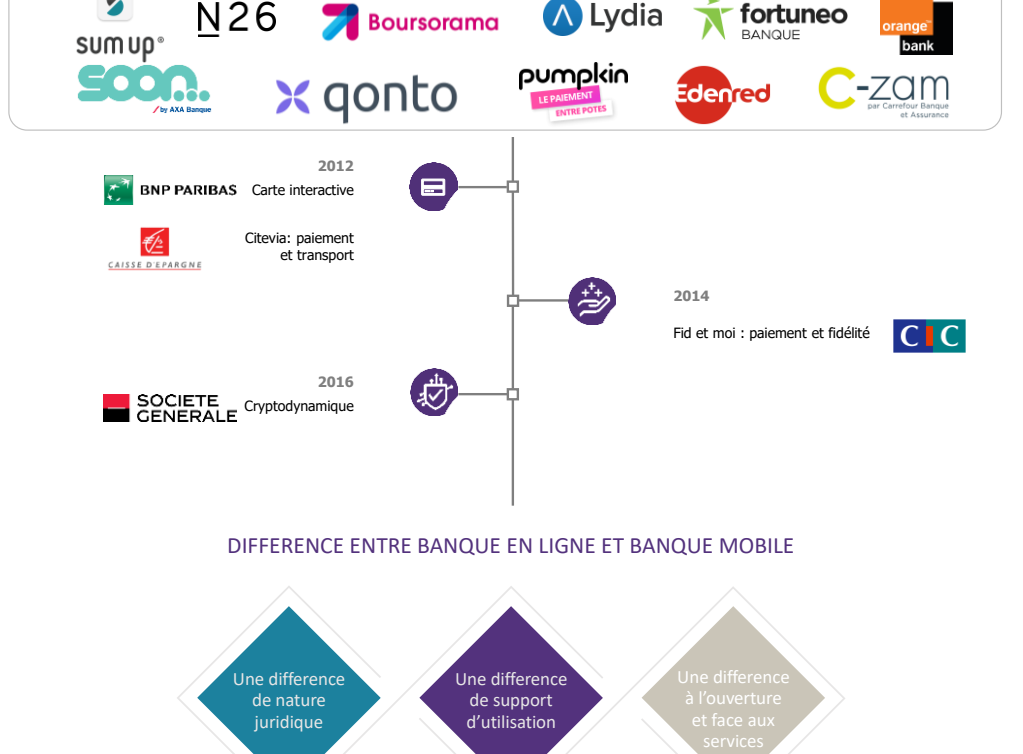 sumup®
N26
Boursorama
Lydia
fortuneo
BANQUE
orange™
bank
soon..
by AXA Banque
qonto
pumpkin
LE PAIEMENT
ENTRE POTES
Edenred
C-zam
par Carrefour Banque
et Assurance
2012
BNP PARIBAS Carte interactive
CAISSE D'EPARGNE
Citevia: paiement
et transport
2014
Fid et moi : paiement et fidélité
CIC
2016
SOCIETE
GENERALE
Cryptodynamique
DIFFERENCE ENTRE BANQUE EN LIGNE ET BANQUE MOBILE
Une difference
de nature
juridique
Une difference
de support
d'utilisation
Une difference
à l'ouverture
et face aux
services